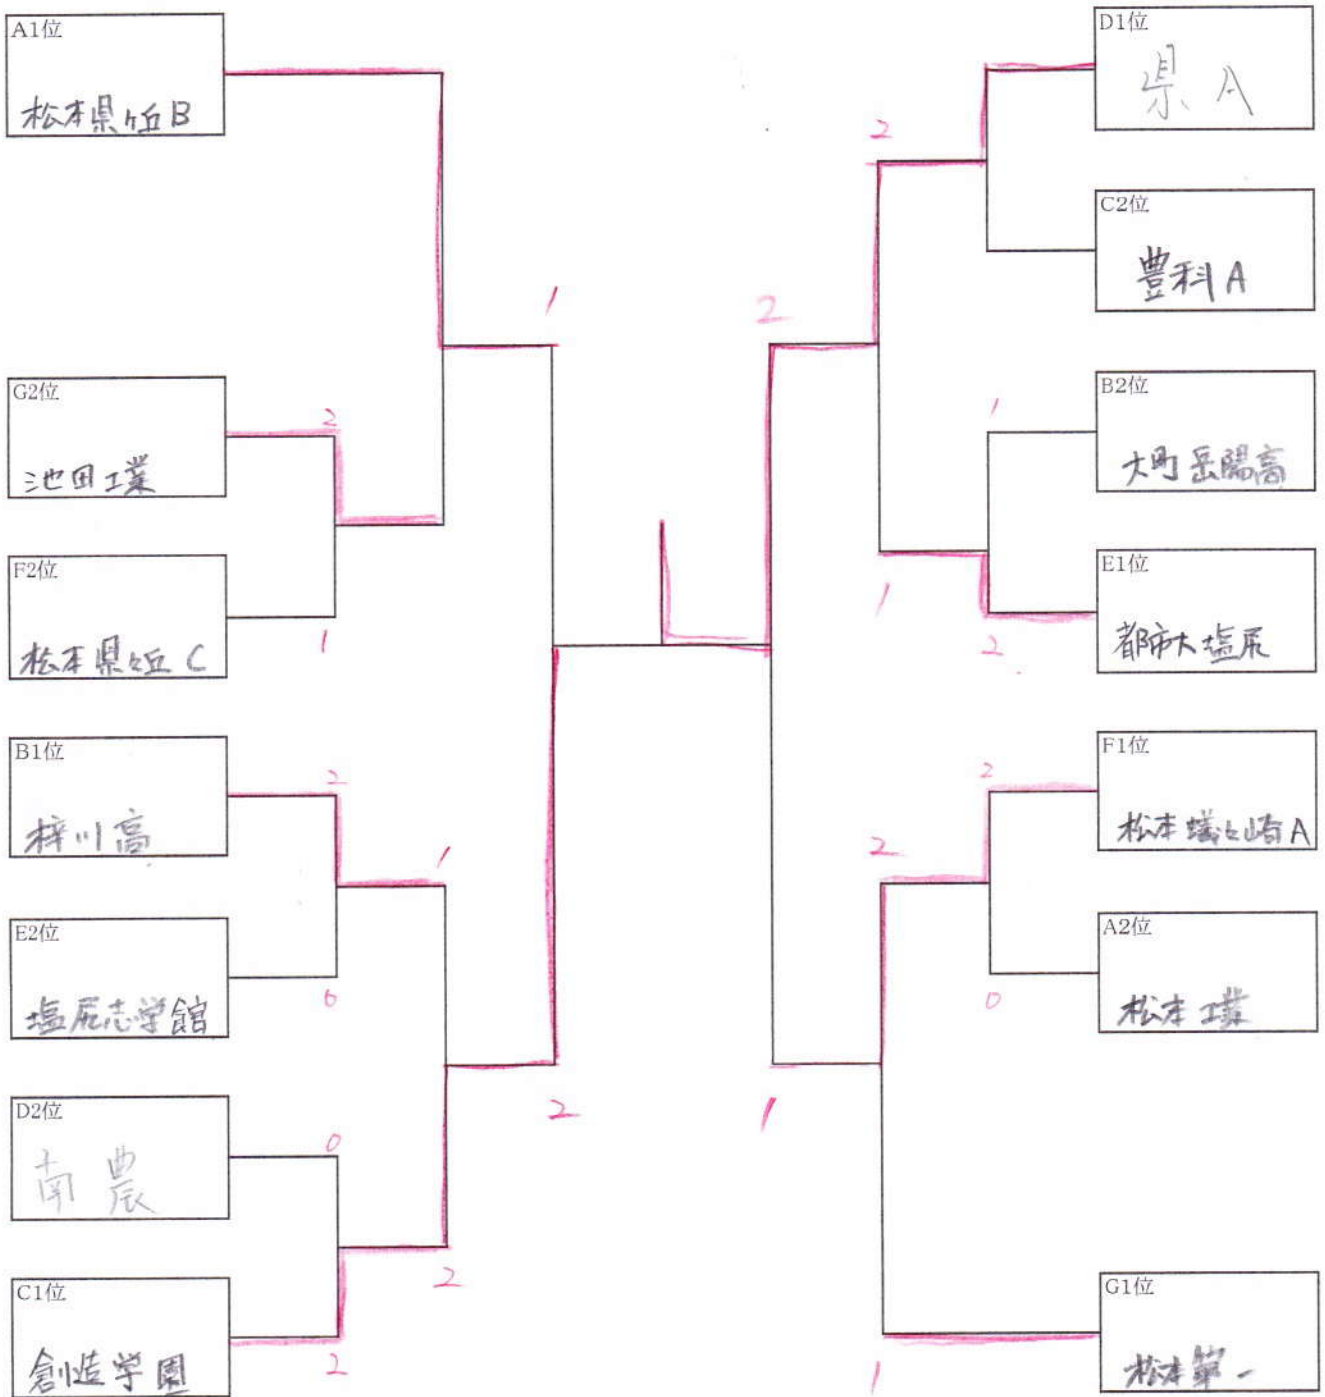 A1位
松本県ヶ丘B
G2位
池田工業
F2位
松本県ヶ丘 C
B1位
梓川高
E2位
塩尻志学館
D2位
南農
C1位
創造学園
1
2
1
2
0
1
0
2
2
2
D1位
県 A
C2位
豊科A
B2位
大町岳陽高
E1位
都市大塩尻
F1位
松本蟻ヶ崎A
A2位
松本工業
G1位
松本第一
2
2
1
1
2
2
2
0
1
1